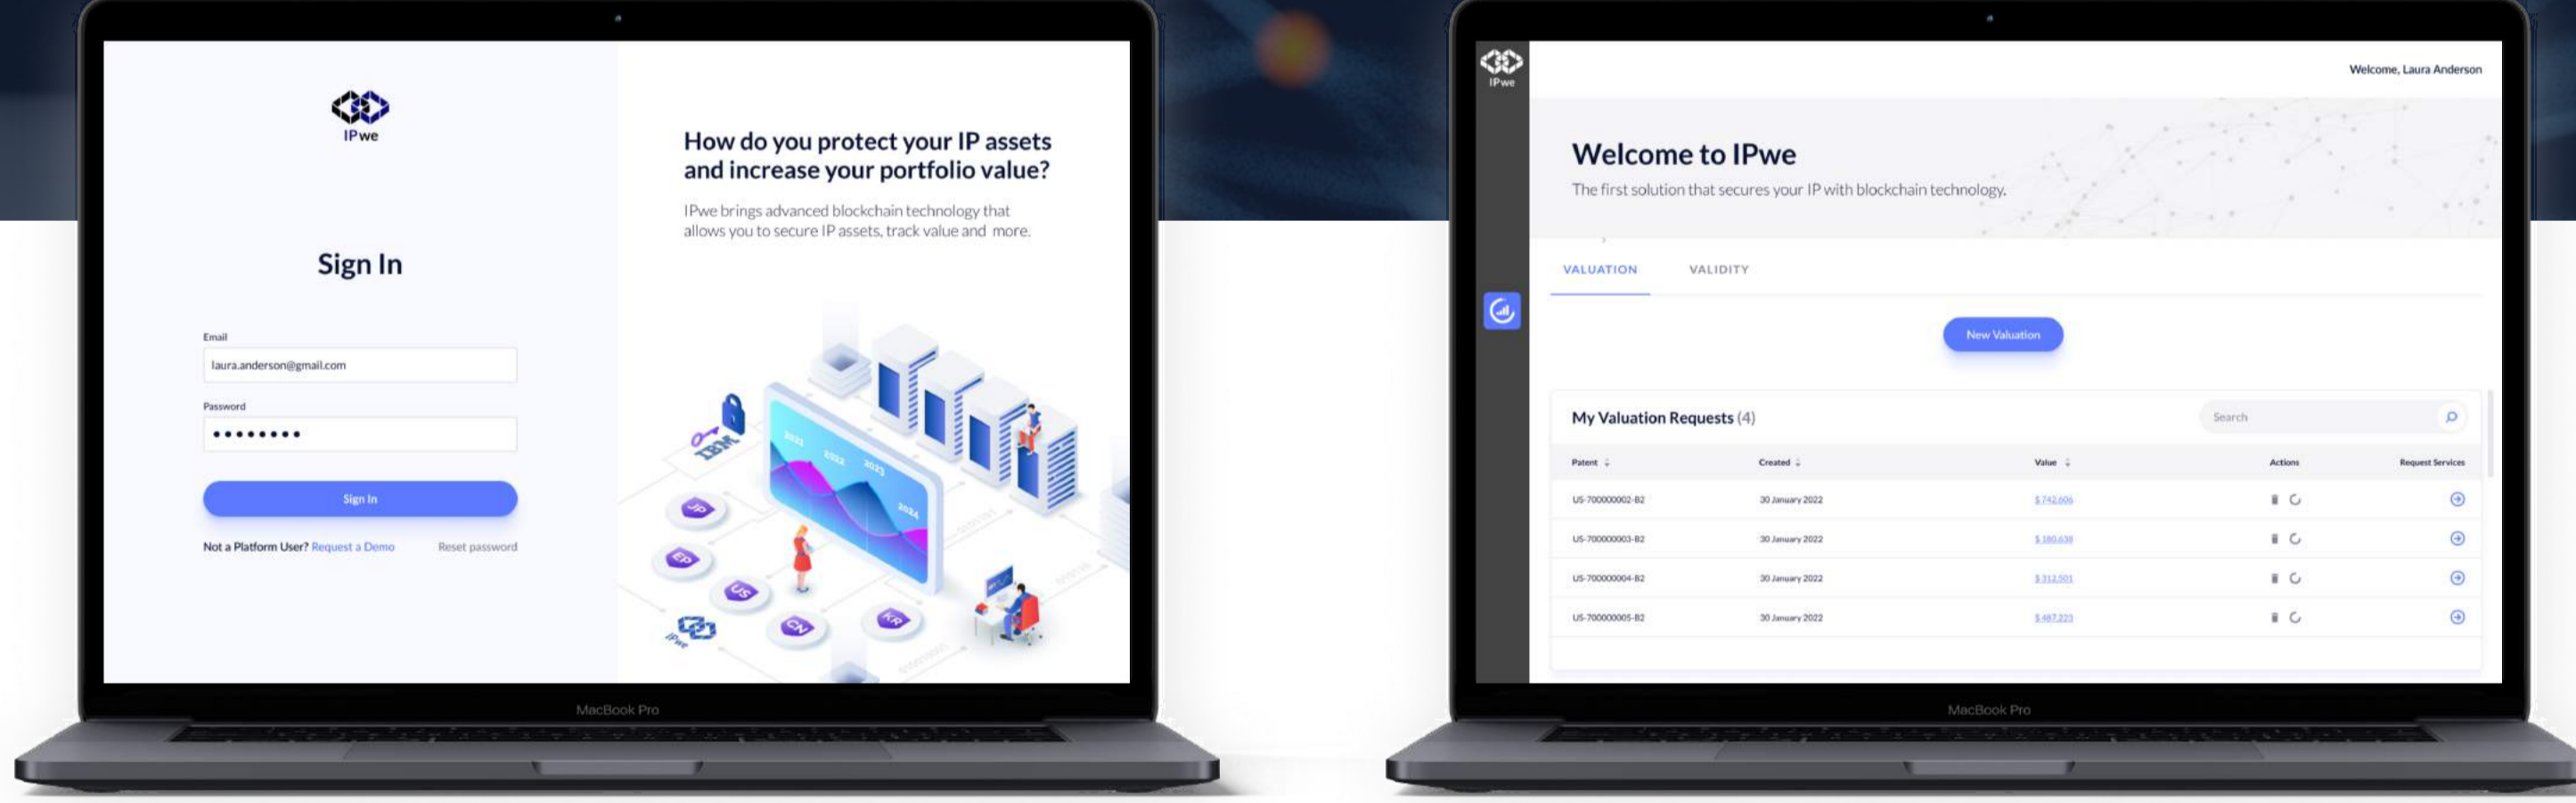 IPwe
Sign In
Email
laura.anderson@gmail.com
Password
Sign In
Not a Platform User? Request a Demo
Reset password
How do you protect your IP assets
and increase your portfolio value?
IPwe brings advanced blockchain technology that
allows you to secure IP assets, track value and more.
IBM
2021
2022
2023
2024
JP
EP
US
CN
KR
IPwe
0101101
010110
010010005
MacBook Pro
IPwe
Welcome, Laura Anderson
Welcome to IPwe
The first solution that secures your IP with blockchain technology.
VALUATION VALIDITY
New Valuation
My Valuation Requests (4)
Search
Patent Created Value Actions Request Services
US-700000002-B2 30 January 2022 $ 742,606
US-700000003-B2 30 January 2022 $ 180,638
US-700000004-B2 30 January 2022 $ 312,501
US-700000005-B2 30 January 2022 $ 487,223
MacBook Pro